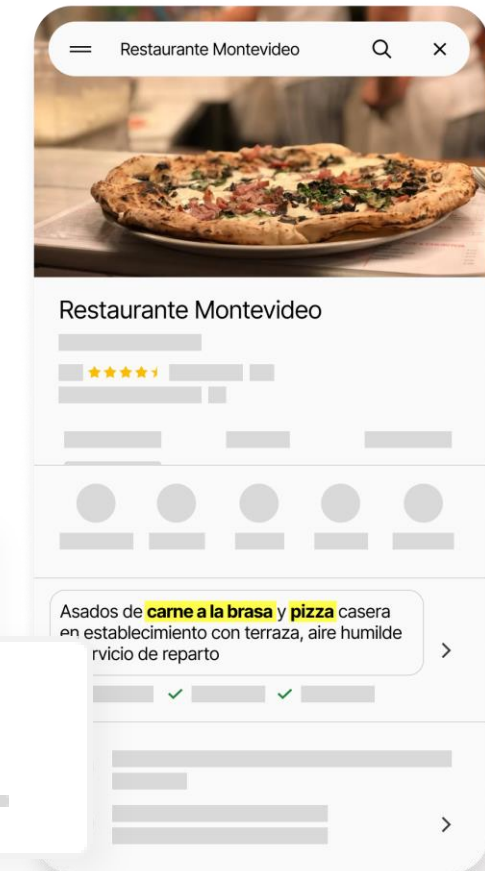 Restaurante Montevideo
Restaurante Montevideo
Asados de carne a la brasa y pizza casera
en establecimiento con terraza, aire humilde
rvicio de reparto